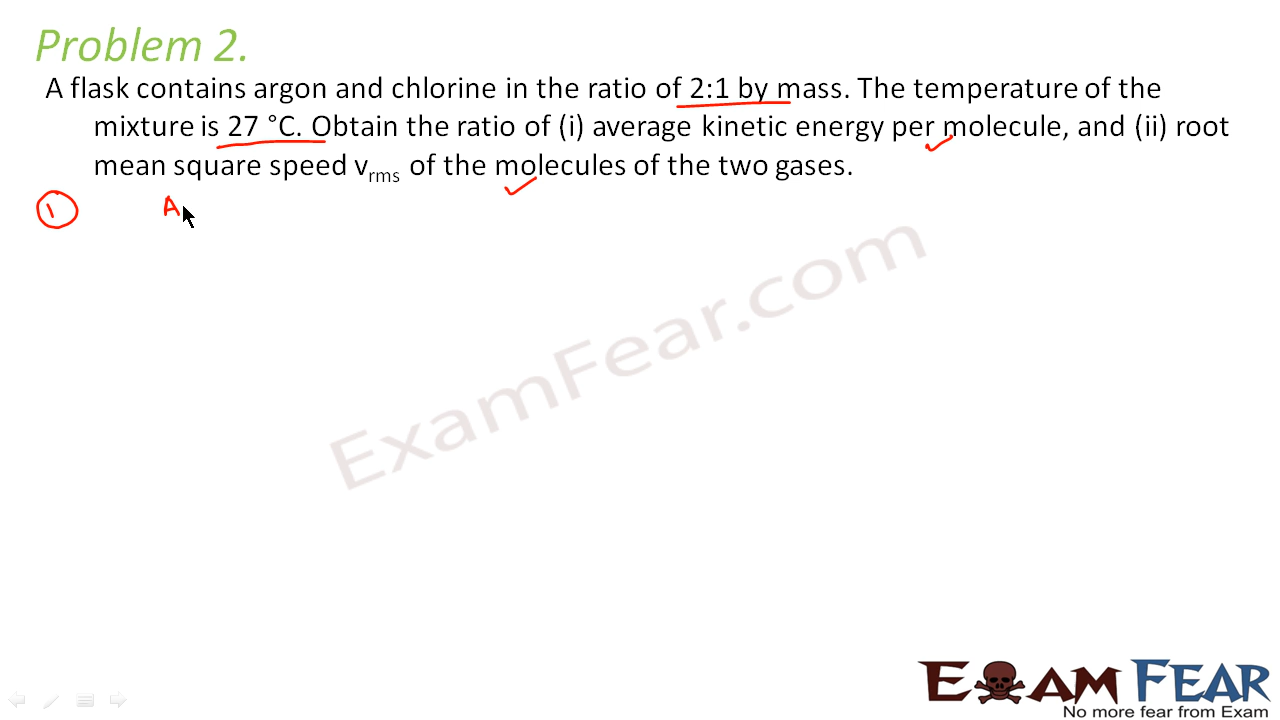 Problem 2.
A flask contains argon and chlorine in the ratio of 2:1 by mass. The temperature of the
mixture is 27 °C. Obtain the ratio of (i) average kinetic energy per molecule, and (ii) root
mean square speed vrms of the molecules of the two gases.
1 A
ExamFear.com
EXAM FEAR
No more fear from Exam